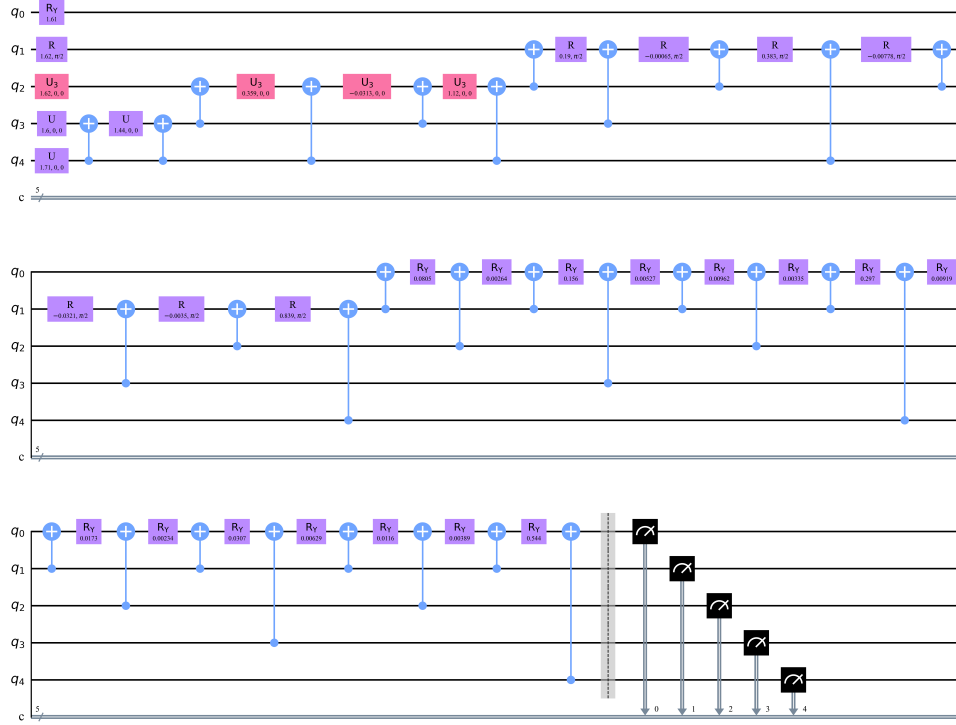 q0 RY 1.61
q1 R 1.62, π/2 R 0.19, π/2 R −0.00065, π/2 R 0.383, π/2 R −0.00778, π/2
q2 U3 1.62, 0, 0 U3 0.359, 0, 0 U3 −0.0313, 0, 0 U3 1.12, 0, 0
q3 U 1.6, 0, 0 U 1.44, 0, 0
q4 U 1.71, 0, 0
c 5
q0 RY 0.0805 RY 0.00264 RY 0.156 RY 0.00527 RY 0.00962 RY 0.00335 RY 0.297 RY 0.00919
q1 R −0.0321, π/2 R −0.0035, π/2 R 0.839, π/2
q2
q3
q4
c 5
q0 RY 0.0173 RY 0.00234 RY 0.0307 RY 0.00629 RY 0.0116 RY 0.00389 RY 0.544
q1
q2
q3
q4
c 5 0 1 2 3 4